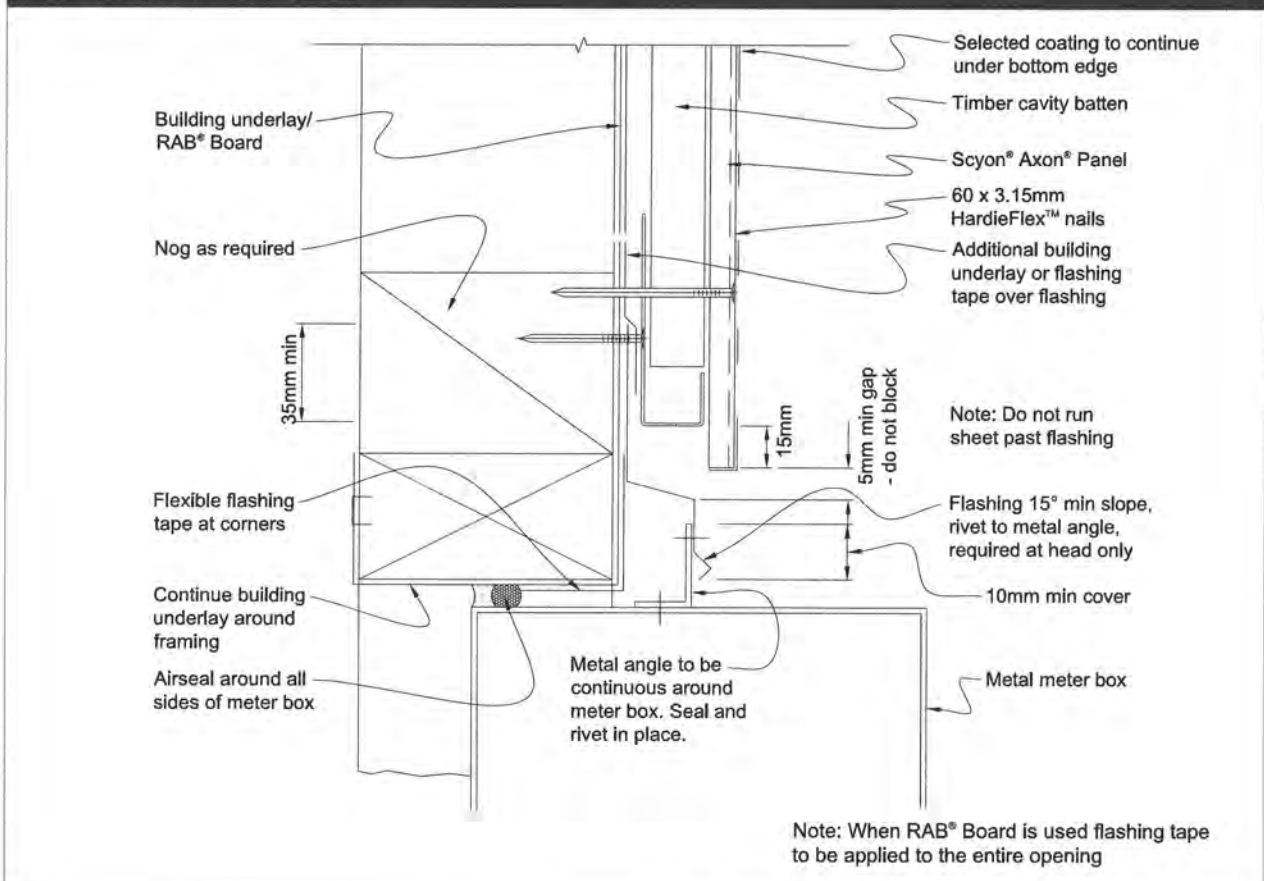 Building underlay/
RAB® Board
Nog as required
35mm min
Flexible flashing
tape at corners
Continue building
underlay around
framing
Airseal around all
sides of meter box
Metal angle to be
continuous around
meter box. Seal and
rivet in place.
Selected coating to continue
under bottom edge
Timber cavity batten
Scyon® Axon® Panel
60 x 3.15mm
HardieFlex™ nails
Additional building
underlay or flashing
tape over flashing
15mm
5mm min gap
- do not block
Note: Do not run
sheet past flashing
Flashing 15° min slope,
rivet to metal angle,
required at head only
10mm min cover
Metal meter box
Note: When RAB® Board is used flashing tape
to be applied to the entire opening